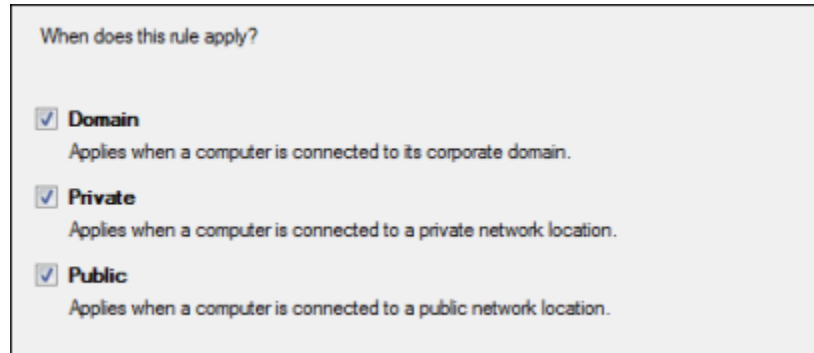 When does this rule apply?
Domain
Applies when a computer is connected to its corporate domain.
Private
Applies when a computer is connected to a private network location.
Public
Applies when a computer is connected to a public network location.